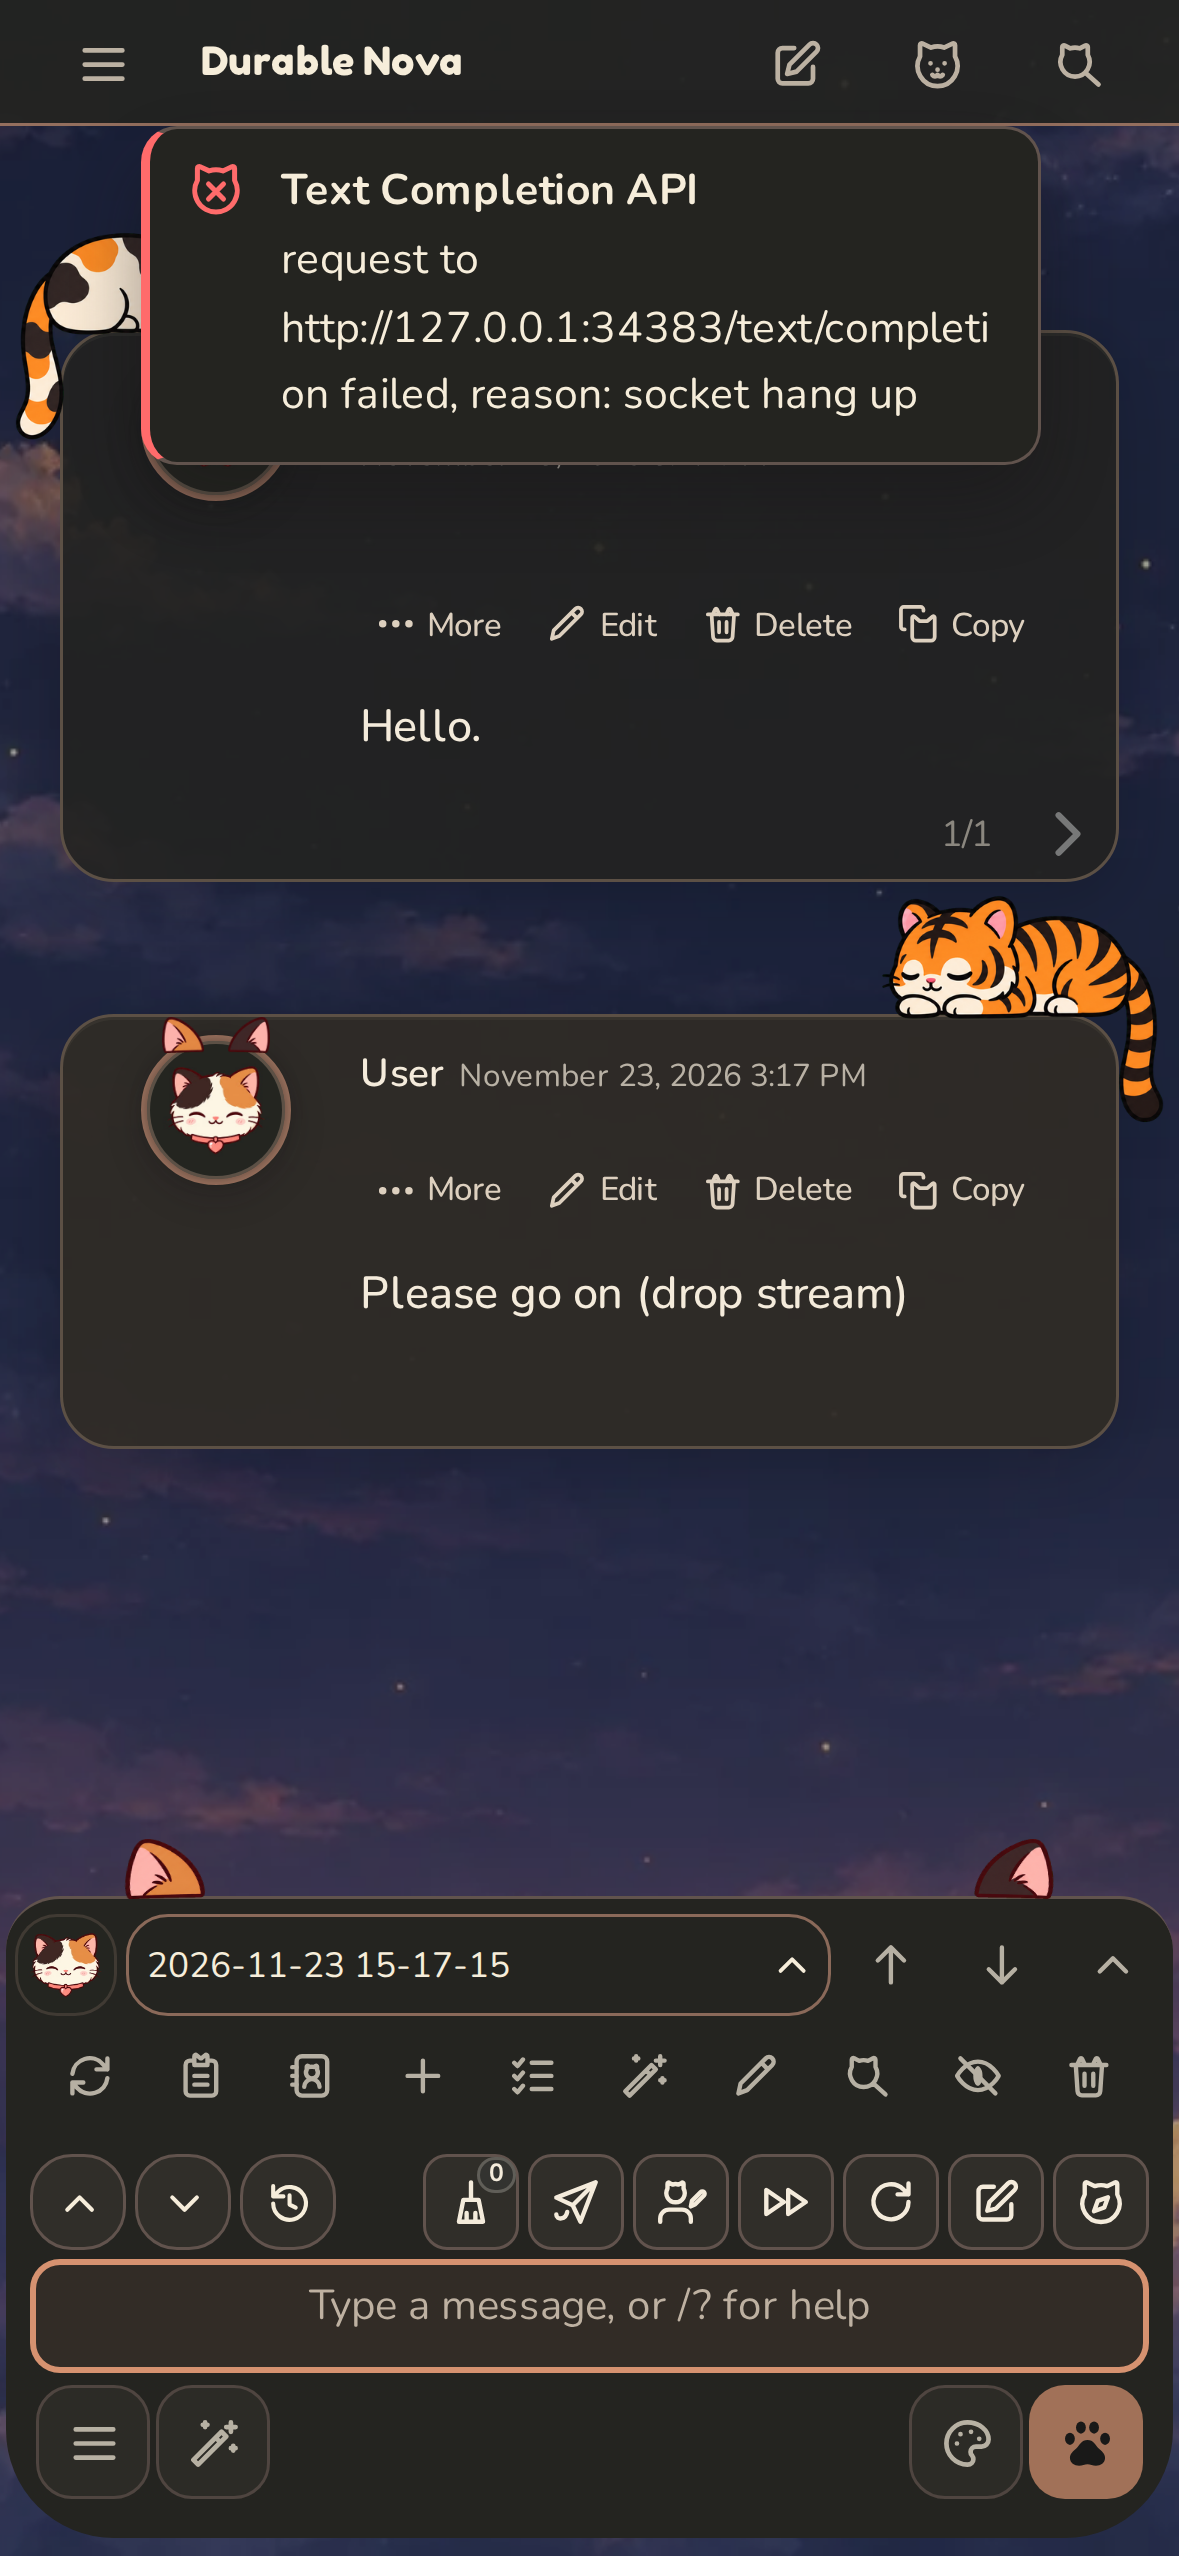 Durable Nova
Text Completion API
request to
http://127.0.0.1:34383/text/completi
on failed, reason: socket hang up
More Edit Delete Copy
Hello.
1/1
User November 23, 2026 3:17 PM
More Edit Delete Copy
Please go on (drop stream)
2026-11-23 15-17-15
0
Type a message, or /? for help